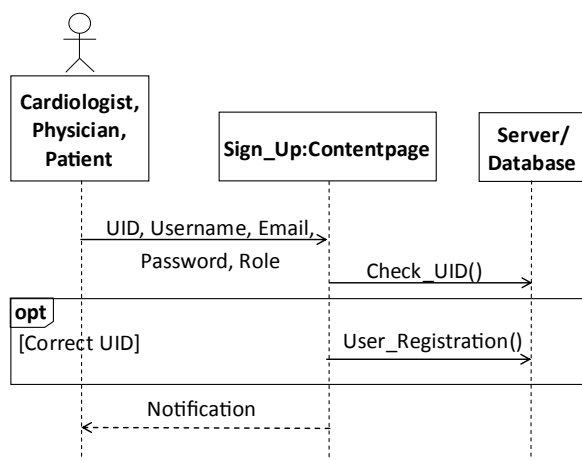 Cardiologist,
Physician,
Patient
Sign_Up:Contentpage
Server/
Database
UID, Username, Email,
Password, Role
Check_UID()
opt
[Correct UID]
User_Registration()
Notification